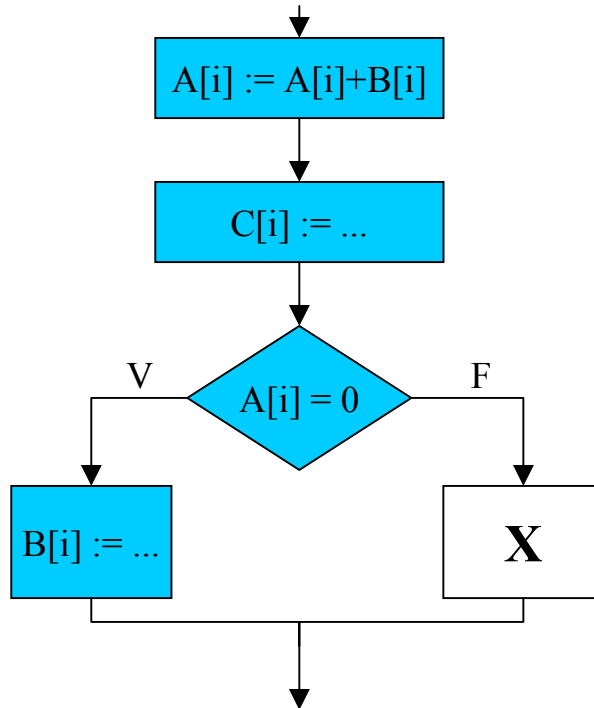 A[i] := A[i]+B[i]
C[i] := ...
V
F
A[i] = 0
B[i] := ...
X